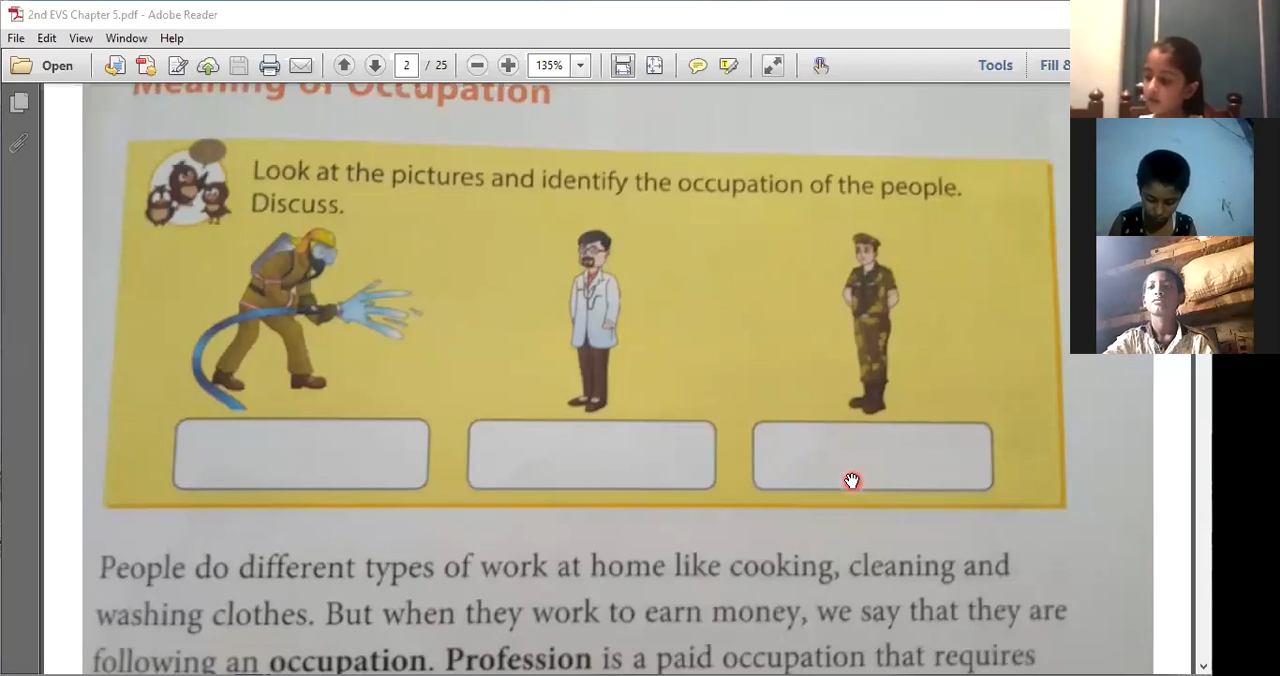 2nd EVS Chapter 5.pdf - Adobe Reader
File Edit View Window Help
Open 2 / 25 135% Tools Fill &
Meaning of Occupation
Look at the pictures and identify the occupation of the people.
Discuss.
People do different types of work at home like cooking, cleaning and
washing clothes. But when they work to earn money, we say that they are
following an occupation. Profession is a paid occupation that requires